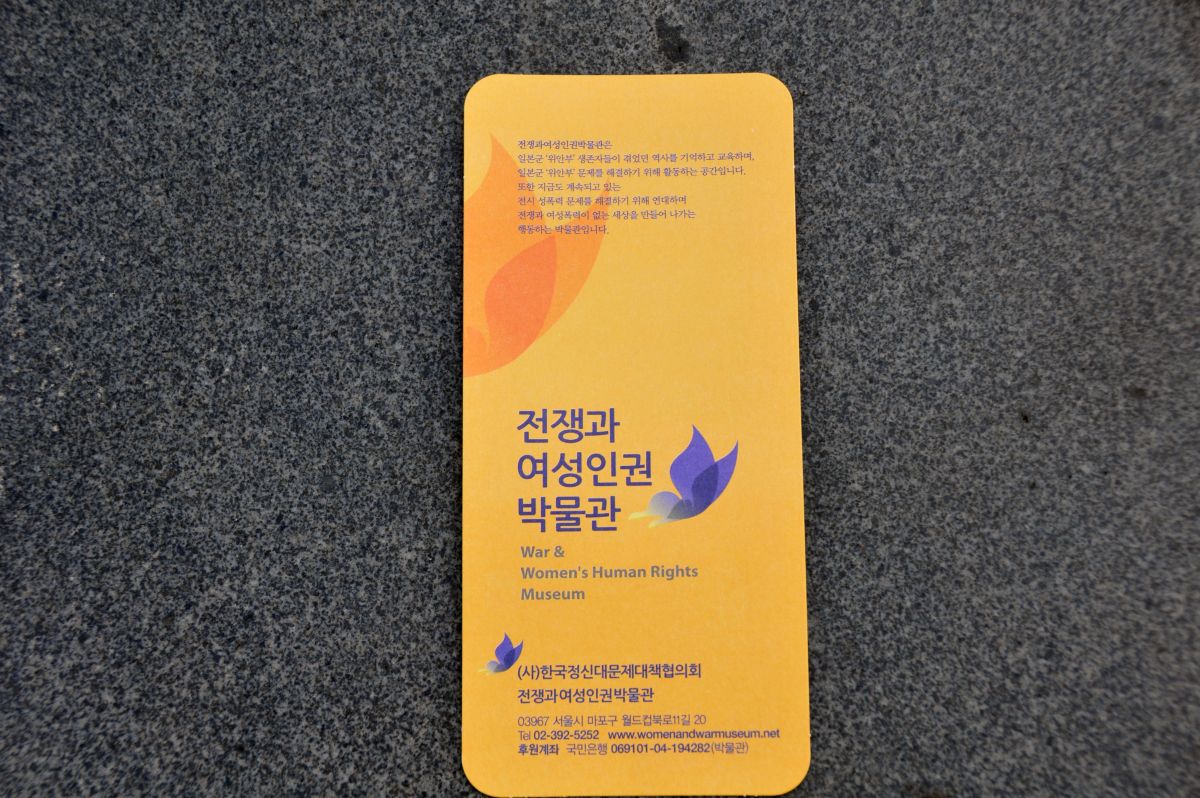 전쟁과여성인권박물관은
일본군 '위안부' 생존자들이 겪었던 역사를 기억하고 교육하며,
일본군 '위안부' 문제를 해결하기 위해 활동하는 공간입니다.
또한 지금도 계속되고 있는
전시 성폭력 문제를 해결하기 위해 연대하며
전쟁과 여성폭력이 없는 세상을 만들어 나가는
행동하는 박물관입니다.
전쟁과
여성인권
박물관
War &
Women's Human Rights
Museum
(사)한국정신대문제대책협의회
전쟁과여성인권박물관
03967 서울시 마포구 월드컵북로11길 20
Tel 02-392-5252 www.womenandwarmuseum.net
후원계좌 국민은행 069101-04-194282(박물관)